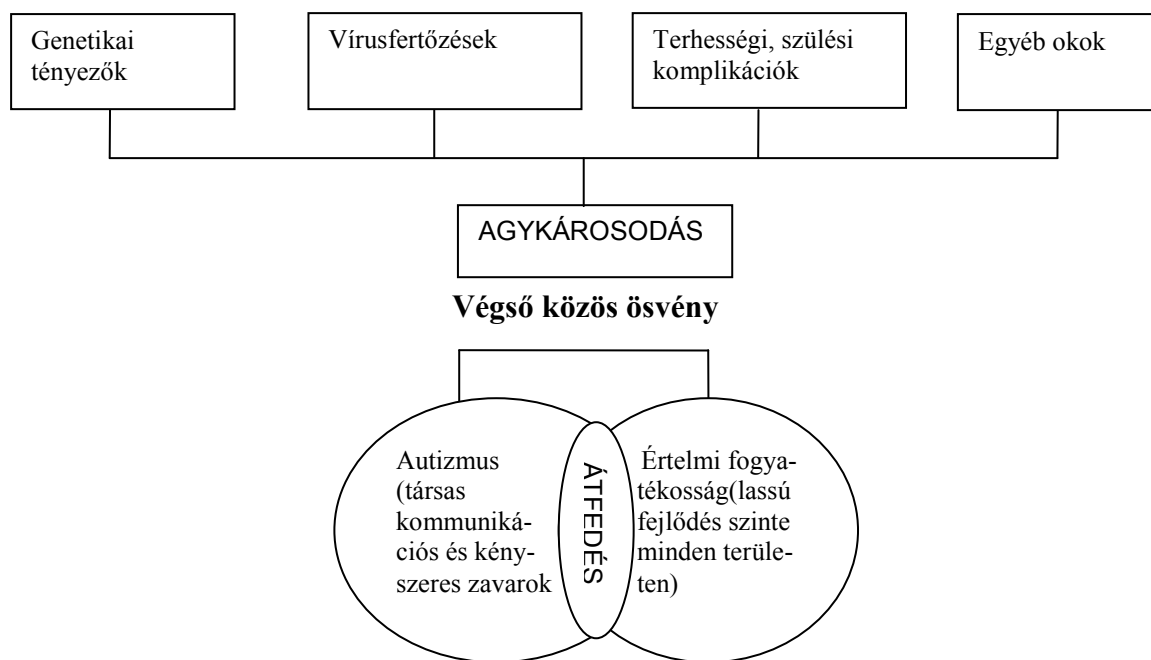 Genetikai
tényezők
Vírusfertőzések
Terhességi, szülési
komplikációk
Egyéb okok
AGYKÁROSODÁS
Végső közös ösvény
Autizmus
(társas
kommuniká-
ciós és kény-
szeres zavarok
ÁTFEDÉS
Értelmi fogya-
tékosság(lassú
fejlődés szinte
minden terüle-
ten)